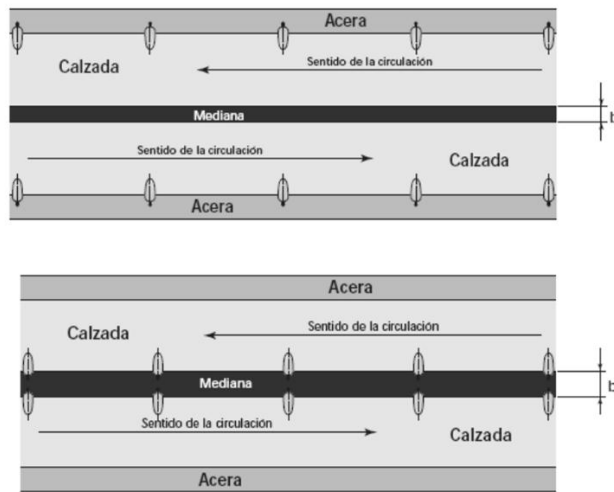 Acera
Calzada
Sentido de la circulación
Mediana
b
Sentido de la circulación
Calzada
Acera
Acera
Calzada
Sentido de la circulación
Mediana
b
Sentido de la circulación
Calzada
Acera